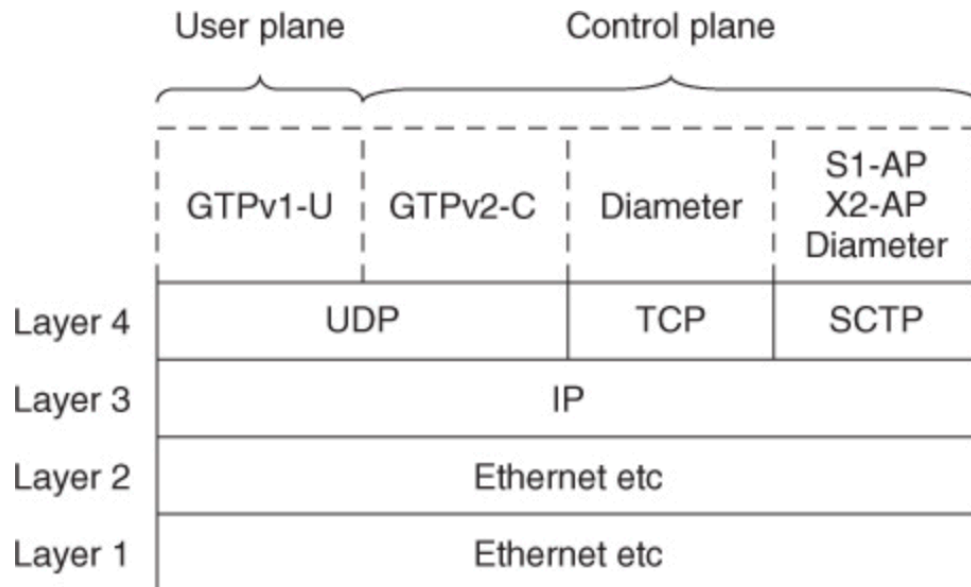 User plane Control plane
GTPv1-U GTPv2-C Diameter S1-AP
X2-AP
Diameter
Layer 4 UDP TCP SCTP
Layer 3 IP
Layer 2 Ethernet etc
Layer 1 Ethernet etc